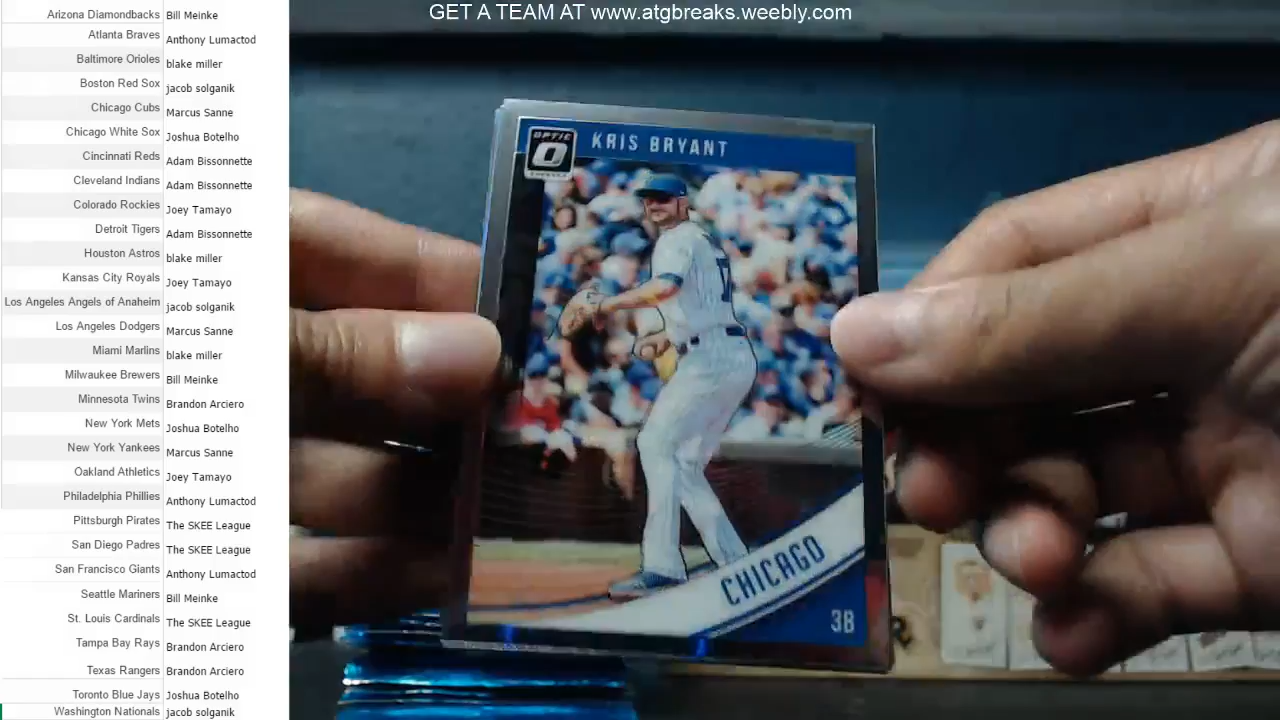 GET A TEAM AT www.atgbreaks.weebly.com
Arizona Diamondbacks Bill Meinke
Atlanta Braves Anthony Lumactod
Baltimore Orioles blake miller
Boston Red Sox jacob solganik
Chicago Cubs Marcus Sanne
Chicago White Sox Joshua Botelho
Cincinnati Reds Adam Bissonnette
Cleveland Indians Adam Bissonnette
Colorado Rockies Joey Tamayo
Detroit Tigers Adam Bissonnette
Houston Astros blake miller
Kansas City Royals Joey Tamayo
Los Angeles Angels of Anaheim jacob solganik
Los Angeles Dodgers Marcus Sanne
Miami Marlins blake miller
Milwaukee Brewers Bill Meinke
Minnesota Twins Brandon Arciero
New York Mets Joshua Botelho
New York Yankees Marcus Sanne
Oakland Athletics Joey Tamayo
Philadelphia Phillies Anthony Lumactod
Pittsburgh Pirates The SKEE League
San Diego Padres The SKEE League
San Francisco Giants Anthony Lumactod
Seattle Mariners Bill Meinke
St. Louis Cardinals The SKEE League
Tampa Bay Rays Brandon Arciero
Texas Rangers Brandon Arciero
Toronto Blue Jays Joshua Botelho
Washington Nationals jacob solganik
OPTIC
KRIS BRYANT
CHICAGO
3B